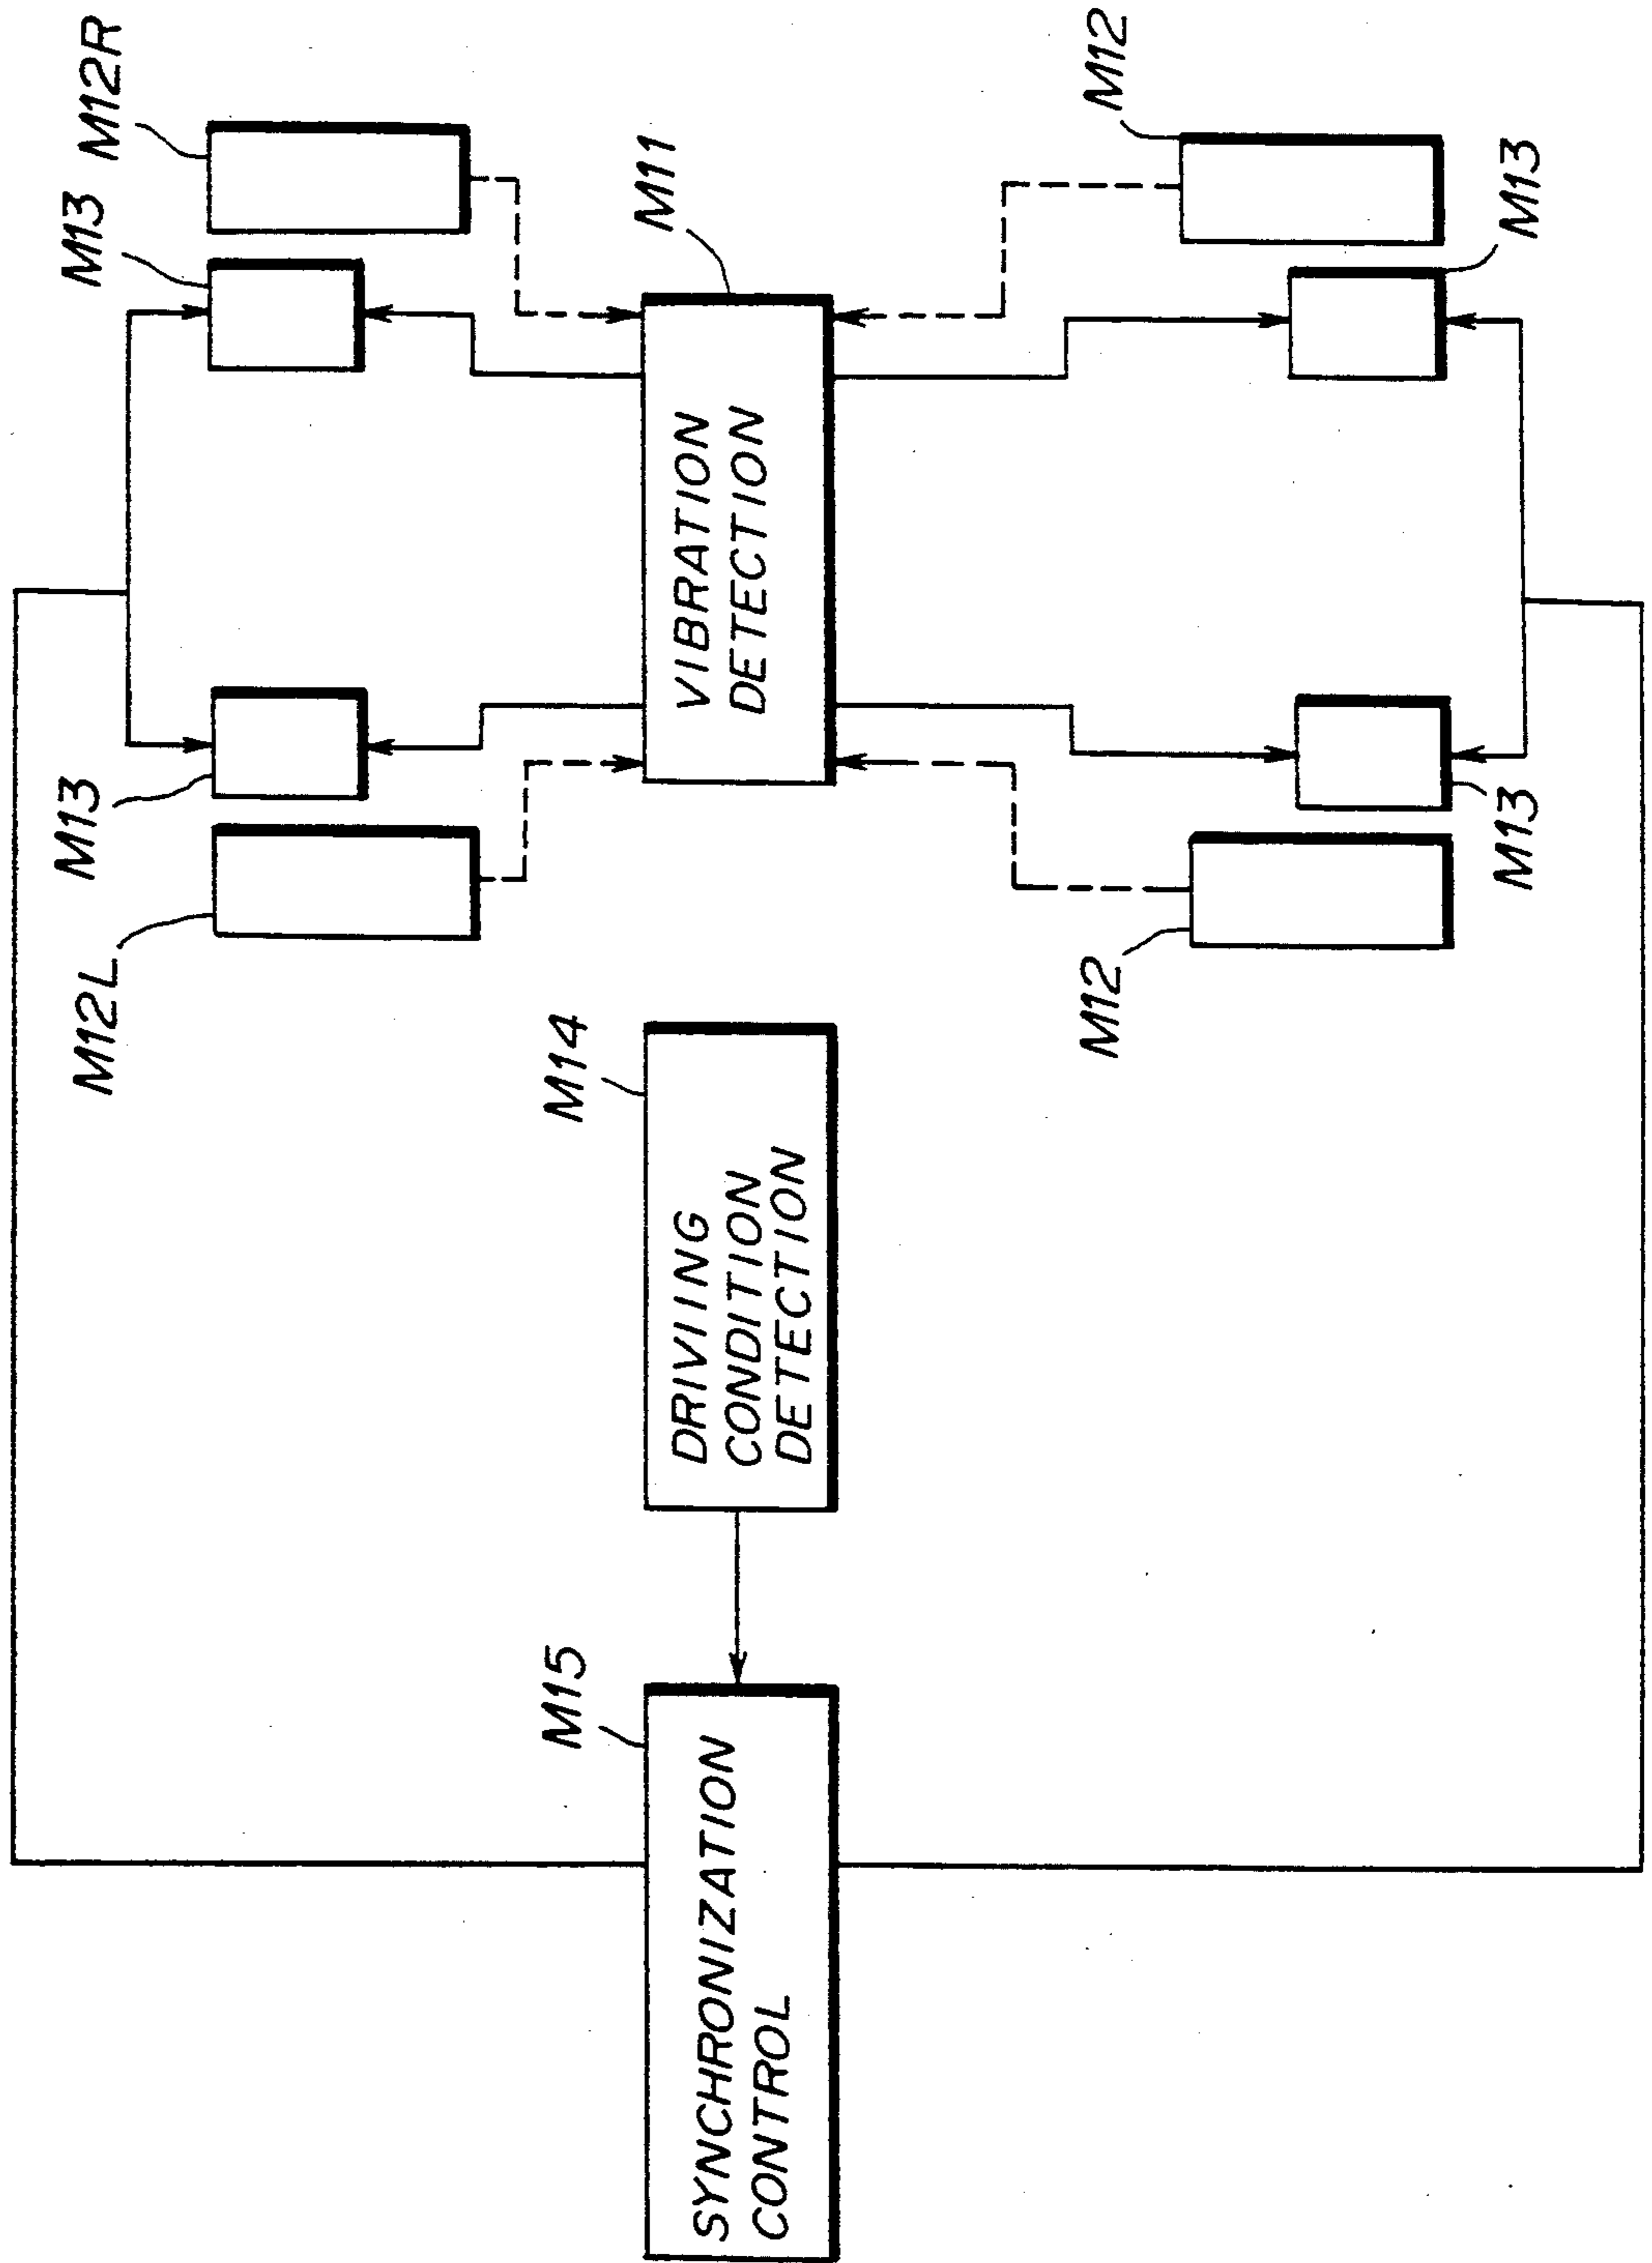 M12L
M13
M13
M12R
M15
M14
M11
SYNCHRONIZATION
CONTROL
DRIVIING
CONDITION
DETECTION
VIBRATION
DETECTION
M12
M13
M13
M12